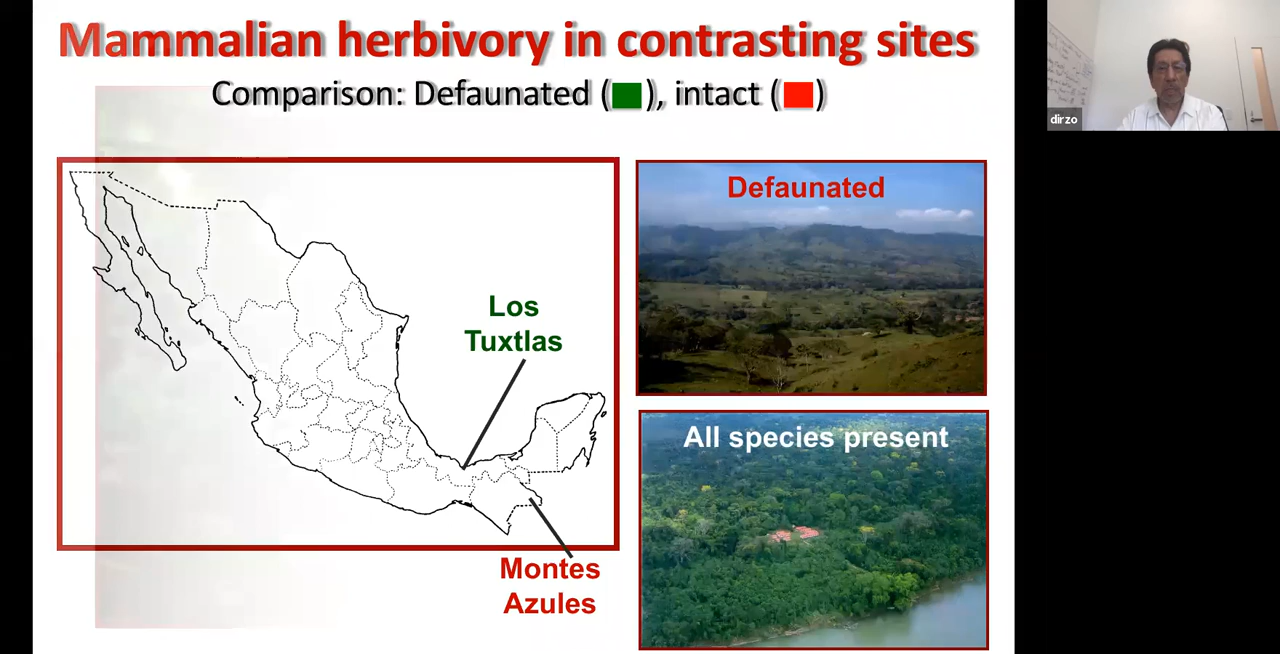 Mammalian herbivory in contrasting sites
Comparison: Defaunated (), intact ()
Los
Tuxtlas
Montes
Azules
Defaunated
All species present
dirzo